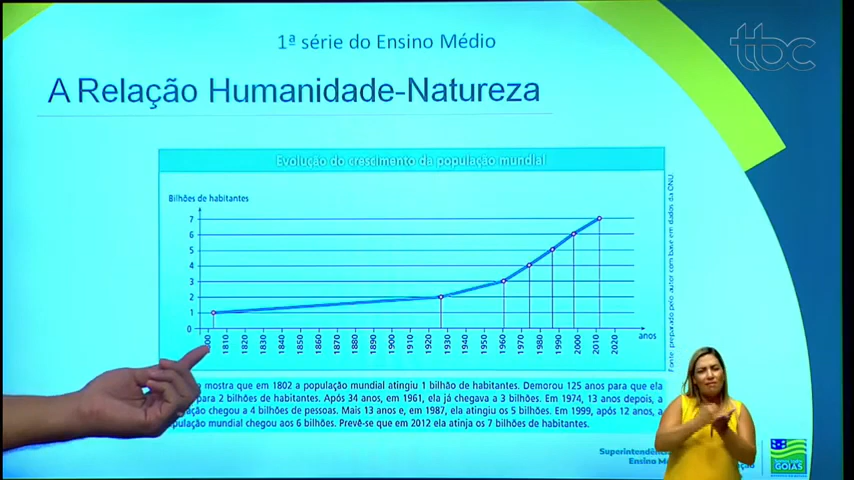 1ª série do Ensino Médio
ttbc
A Relação Humanidade-Natureza
Evolução do crescimento da população mundial
Bilhões de habitantes
7
6
5
4
3
2
1
0
00 1810 1820 1830 1840 1850 1860 1870 1880 1890 1900 1910 1920 1930 1940 1950 1960 1970 1980 1990 2000 2010 2020 anos
Fonte: preparado pelo autor com base em dados da ONU.
mostra que em 1802 a população mundial atingiu 1 bilhão de habitantes. Demorou 125 anos para que ela
para 2 bilhões de habitantes. Após 34 anos, em 1961, ela já chegava a 3 bilhões. Em 1974, 13 anos depois, a
chegou a 4 bilhões de pessoas. Mais 13 anos e, em 1987, ela atingiu os 5 bilhões. Em 1999, após 12 anos, a
mundial chegou aos 6 bilhões. Prevê-se que em 2012 ela atinja os 7 bilhões de habitantes.
Ensino
GOIÁS